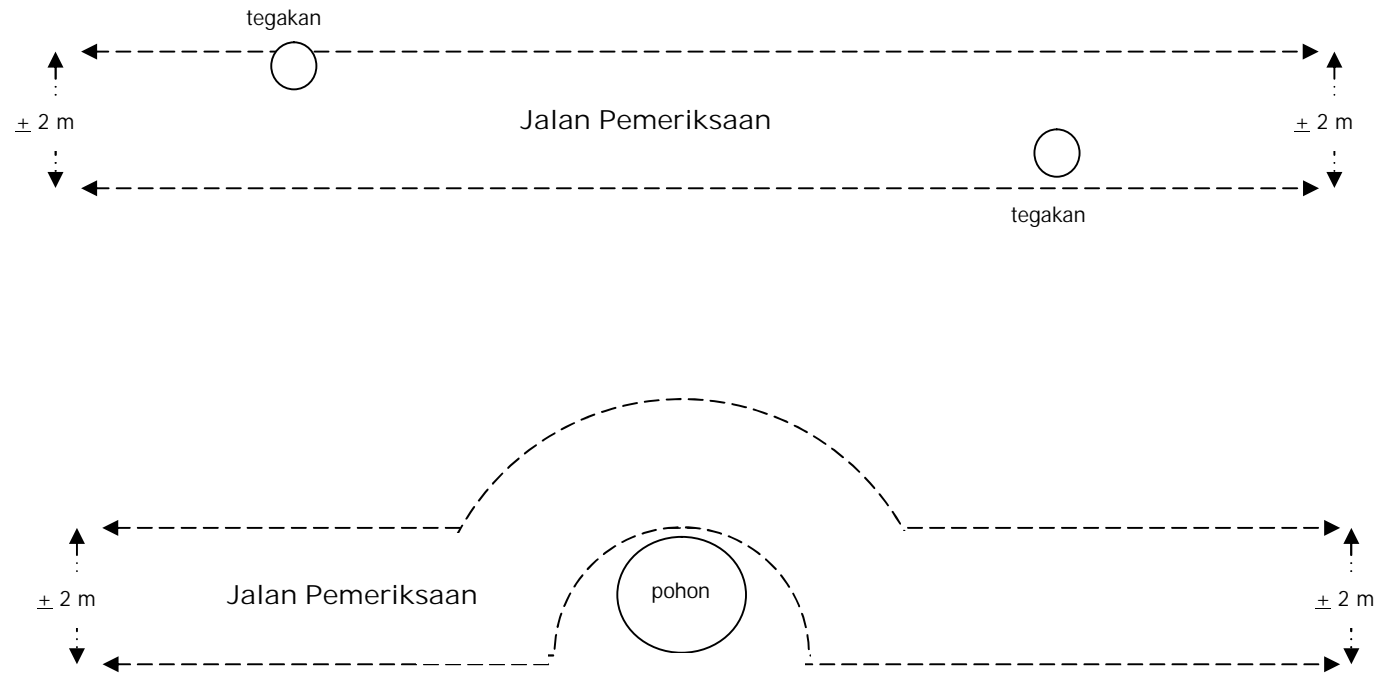 tegakan
± 2 m
Jalan Pemeriksaan
± 2 m
tegakan
± 2 m
Jalan Pemeriksaan
pohon
± 2 m